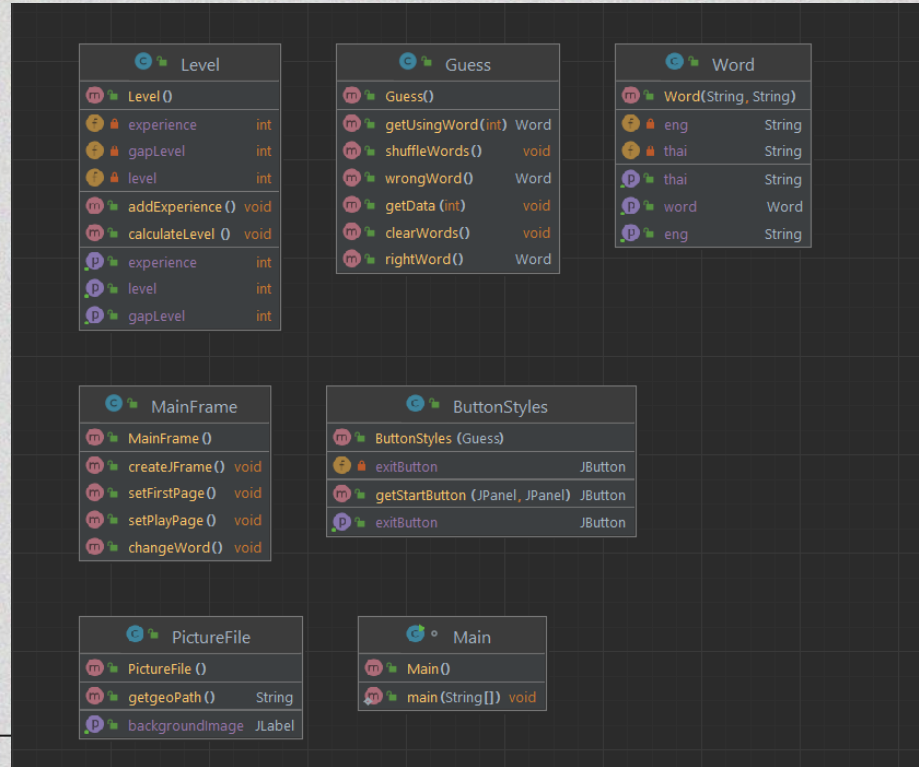 Level
Level()
experience int
gapLevel int
level int
addExperience() void
calculateLevel () void
experience int
level int
gapLevel int
Guess
Guess()
getUsingWord(int) Word
shuffleWords() void
wrongWord() Word
getData (int) void
clearWords() void
rightWord() Word
Word
Word(String, String)
eng String
thai String
thai String
word Word
eng String
MainFrame
MainFrame()
createJFrame() void
setFirstPage() void
setPlayPage() void
changeWord() void
ButtonStyles
ButtonStyles (Guess)
exitButton JButton
getStartButton (JPanel, JPanel) JButton
exitButton JButton
PictureFile
PictureFile ()
getgeoPath() String
backgroundImage JLabel
Main
Main()
main(String[]) void